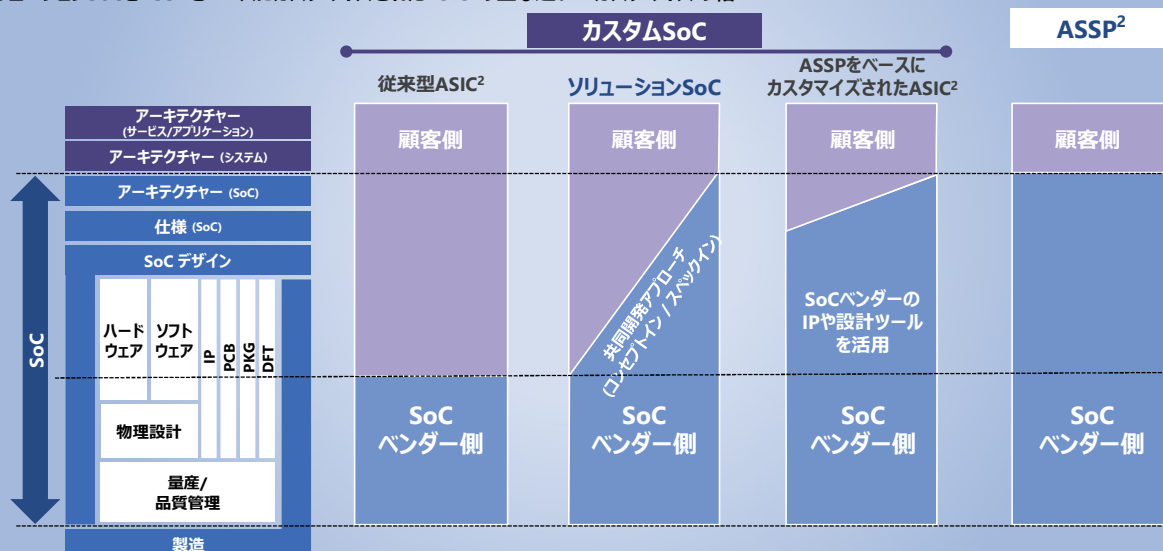 カスタムSoC
ASSP²
従来型ASIC²
ソリューションSoC
ASSPをベースに
カスタマイズされたASIC²
アーキテクチャー
(サービス/アプリケーション)
アーキテクチャー (システム)
アーキテクチャー (SoC)
仕様 (SoC)
SoC デザイン
ハード
ウェア
ソフト
ウェア
IP
PCB
PKG
DFT
物理設計
量産/
品質管理
製造
SoC
顧客側
SoC
ベンダー側
顧客側
共同開発アプローチ
(コンセプトイン / スペックイン)
SoC
ベンダー側
顧客側
SoCベンダーの
IPや設計ツール
を活用
SoC
ベンダー側
顧客側
SoC
ベンダー側